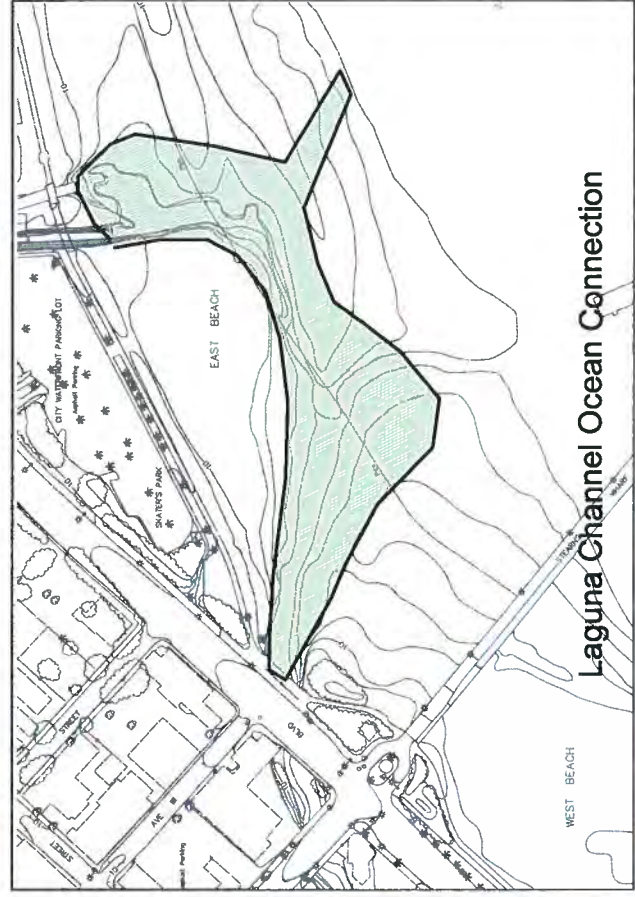 CITY WATERFRONT PARKING LOT
Asphalt Parking
EAST BEACH
SKATER'S PARK
STREET
BLVD
STREET
AVE
Parking
STEARNS
WHARF
WEST BEACH
Laguna Channel Ocean Connection